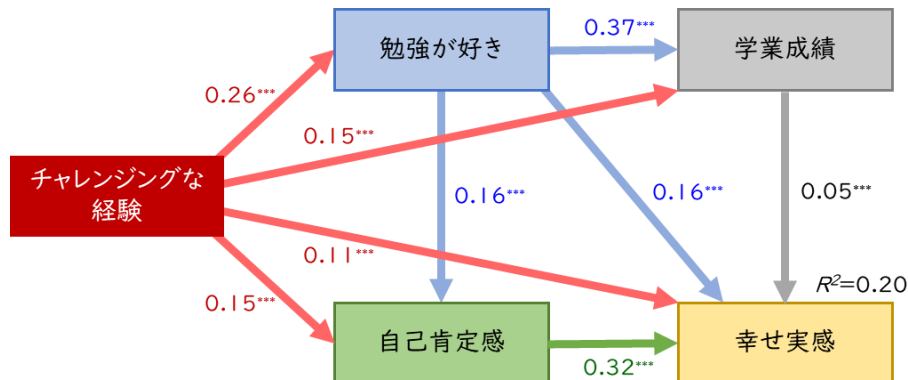 勉強が好き
0.37***
学業成績
0.26***
0.15***
チャレンジングな
経験
0.16***
0.16***
0.05***
0.11***
0.15***
R²=0.20
自己肯定感
0.32***
幸せ実感